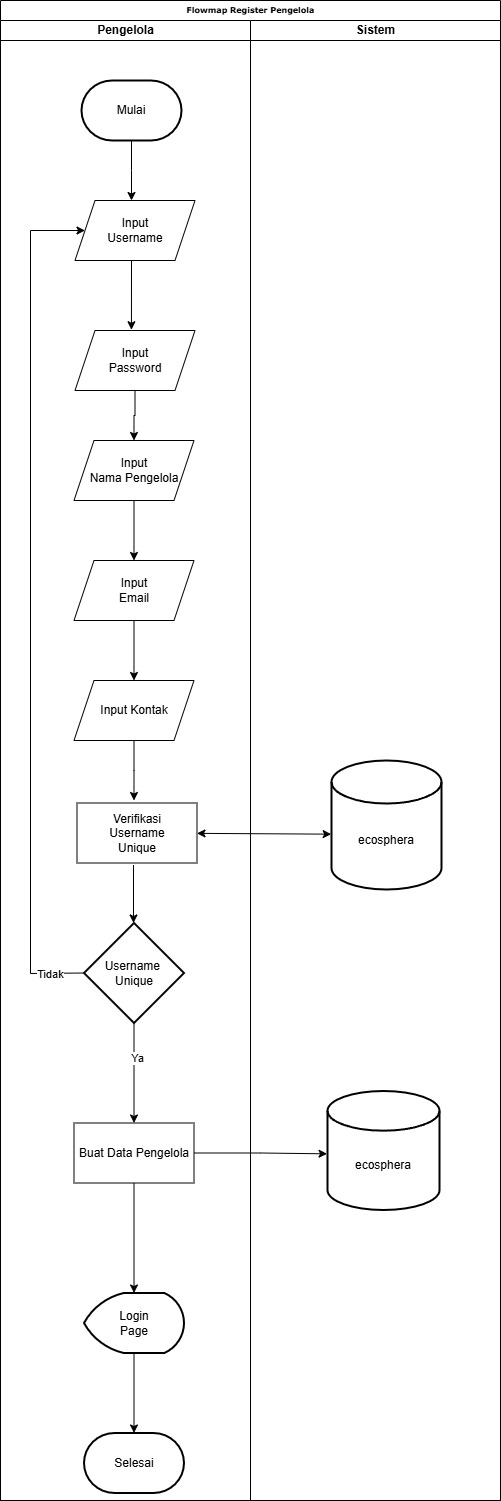 Flowmap Register Pengelola
Pengelola
Sistem
Mulai
Input
Username
Input
Password
Input
Nama Pengelola
Input
Email
Input Kontak
Verifikasi
Username
Unique
ecosphera
Username
Unique
Tidak
Ya
Buat Data Pengelola
ecosphera
Login
Page
Selesai